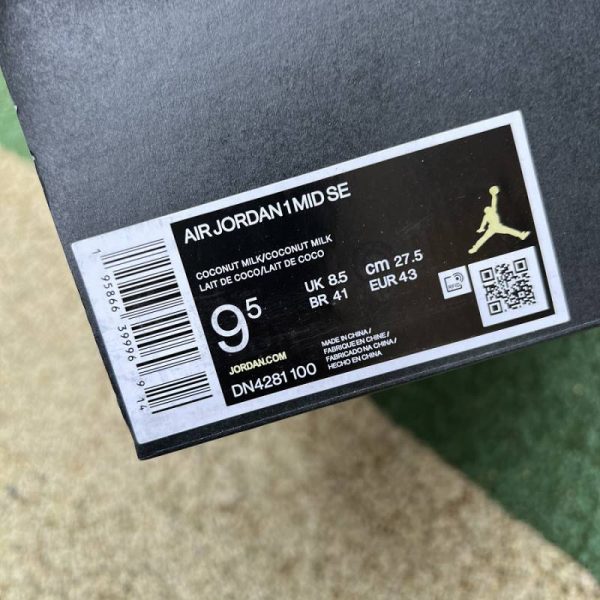 AIR JORDAN 1 MID SE
COCONUT MILK/COCONUT MILK
LAIT DE COCO/LAIT DE COCO
9 5
UK 8.5
BR 41
cm 27.5
EUR 43
JORDAN.COM
DN4281 100
MADE IN CHINA /
FABRIQUE EN CHINE /
FABRICADO NA CHINA /
HECHO EN CHINA
1 95866 39996 9 14